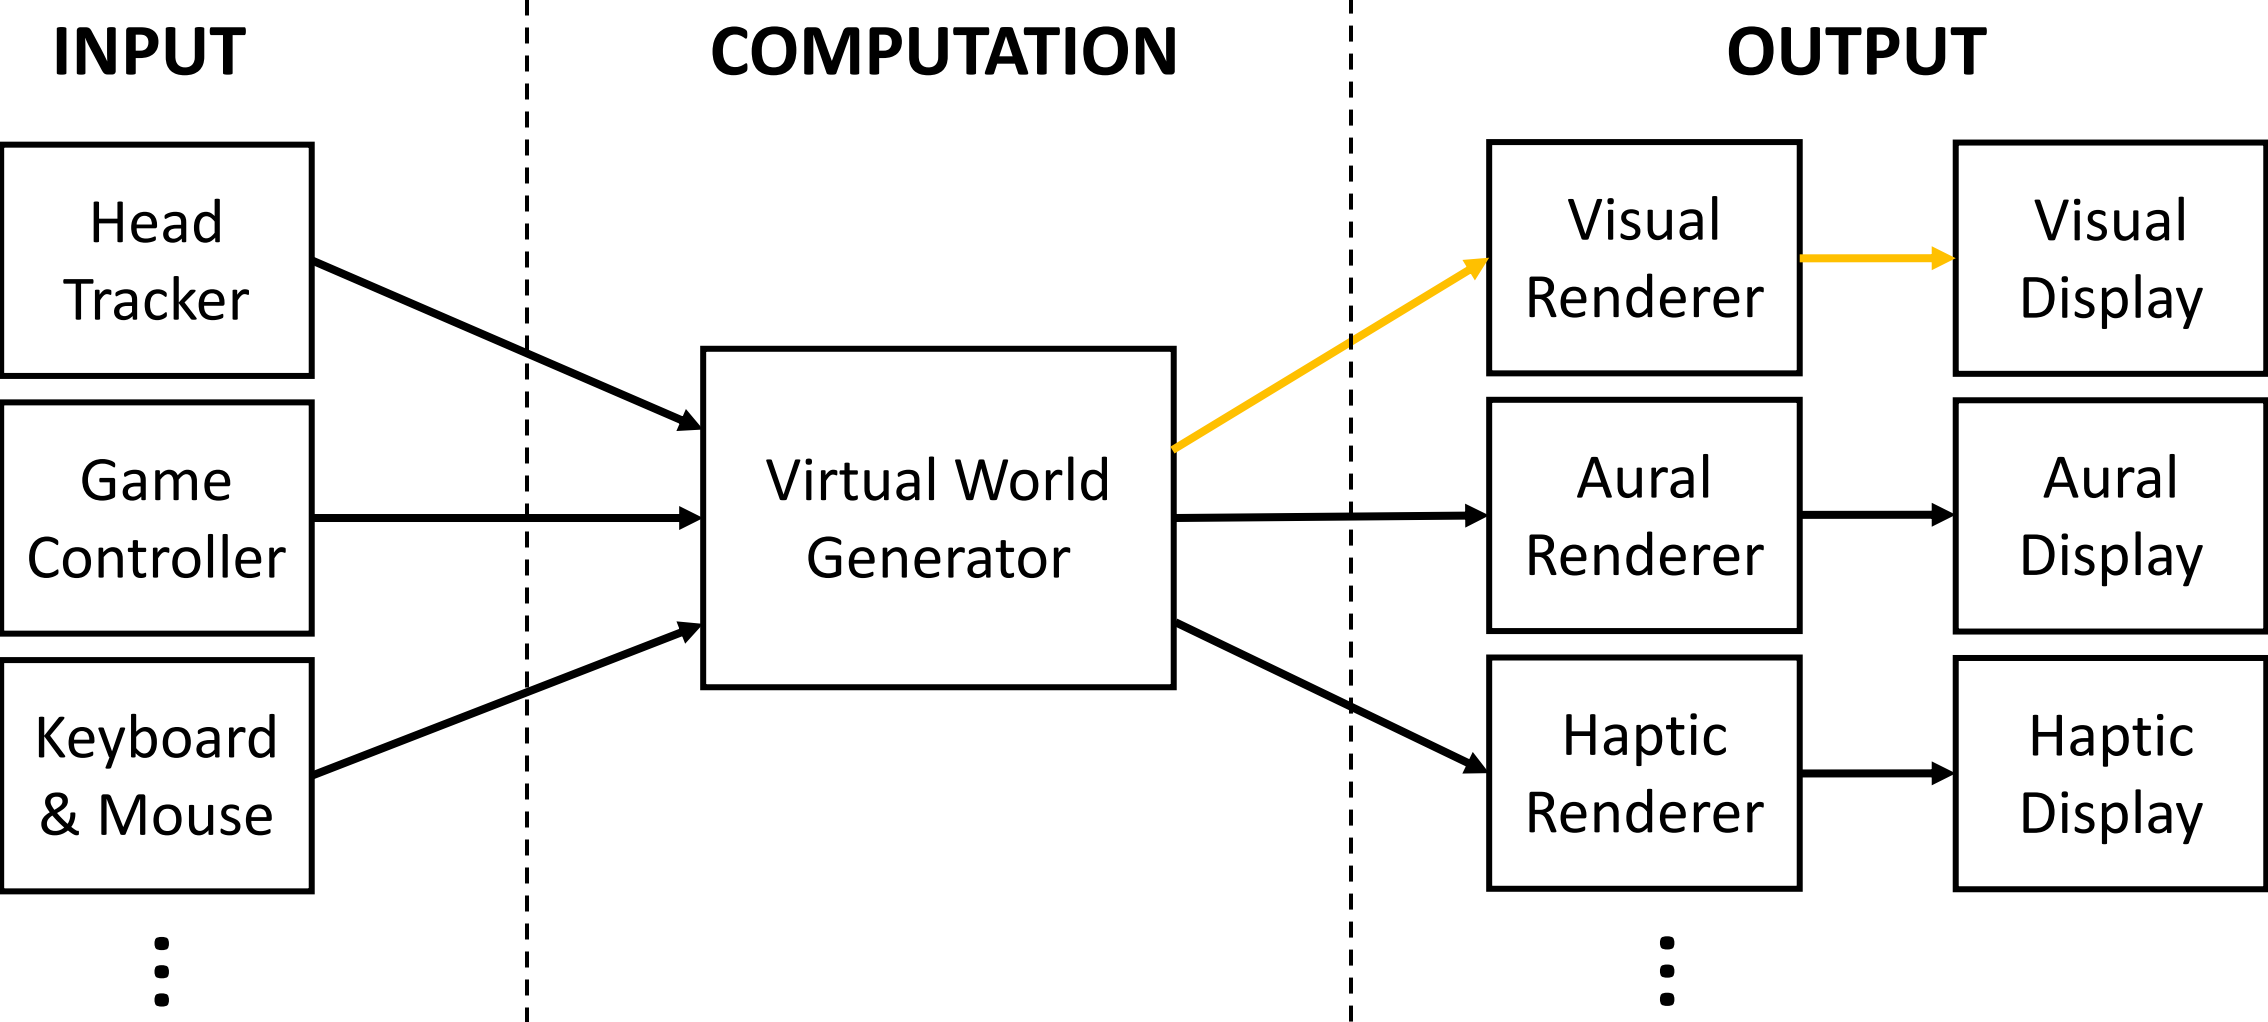 INPUT
COMPUTATION
OUTPUT
Head
Tracker
Game
Controller
Keyboard
& Mouse
Virtual World
Generator
Visual
Renderer
Visual
Display
Aural
Renderer
Aural
Display
Haptic
Renderer
Haptic
Display